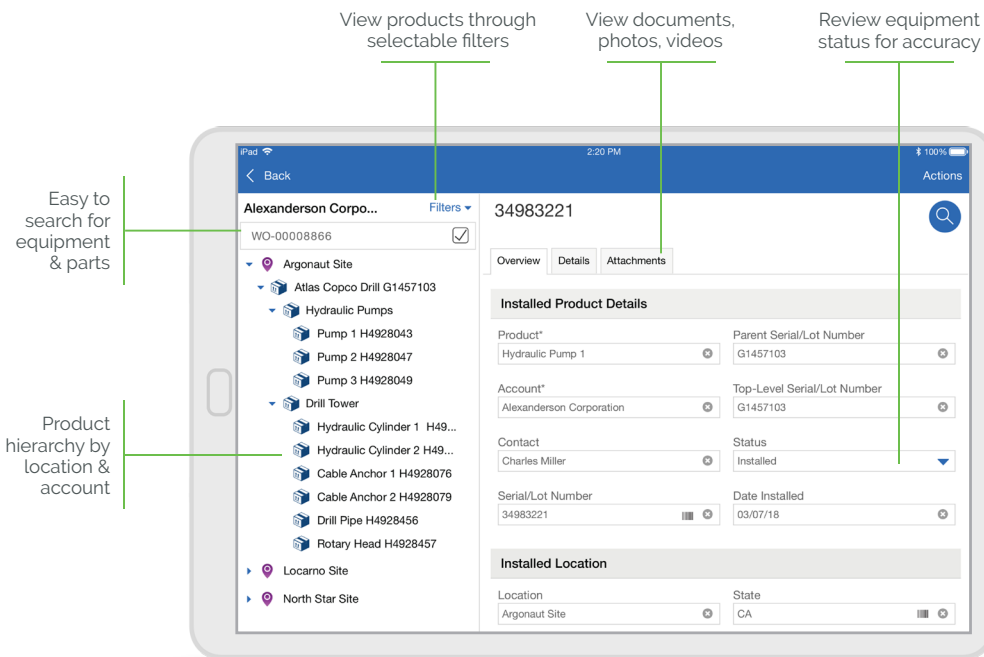 View products through
selectable filters
View documents,
photos, videos
Review equipment
status for accuracy
Easy to
search for
equipment
& parts
Product
hierarchy by
location &
account
iPad
2:20 PM
100%
Back
Actions
Alexanderson Corpo...
Filters
WO-00008866
Argonaut Site
Atlas Copco Drill G1457103
Hydraulic Pumps
Pump 1 H4928043
Pump 2 H4928047
Pump 3 H4928049
Drill Tower
Hydraulic Cylinder 1 H49...
Hydraulic Cylinder 2 H49...
Cable Anchor 1 H4928076
Cable Anchor 2 H4928079
Drill Pipe H4928456
Rotary Head H4928457
Locarno Site
North Star Site
34983221
Overview Details Attachments
Installed Product Details
Product* Parent Serial/Lot Number
Hydraulic Pump 1 G1457103
Account* Top-Level Serial/Lot Number
Alexanderson Corporation G1457103
Contact Status
Charles Miller Installed
Serial/Lot Number Date Installed
34983221 03/07/18
Installed Location
Location State
Argonaut Site CA